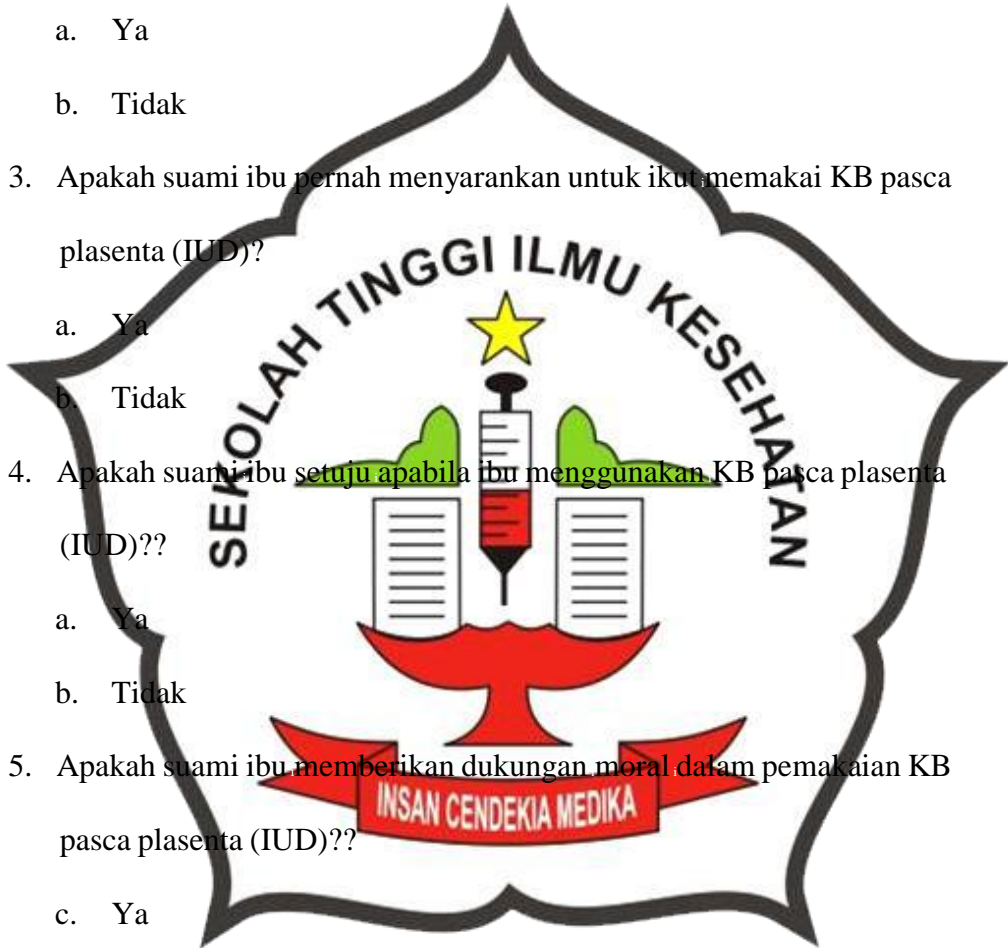 a. Ya
b. Tidak
3. Apakah suami ibu pernah menyarankan untuk ikut memakai KB pasca
plasenta (IUD)?
a. Ya
b. Tidak
4. Apakah suami ibu setuju apabila ibu menggunakan KB pasca plasenta
(IUD)??
a. Ya
b. Tidak
5. Apakah suami ibu memberikan dukungan moral dalam pemakaian KB
pasca plasenta (IUD)??
c. Ya
SEKOLAH TINGGI ILMU KESEHATAN
INSAN CENDEKIA MEDIKA